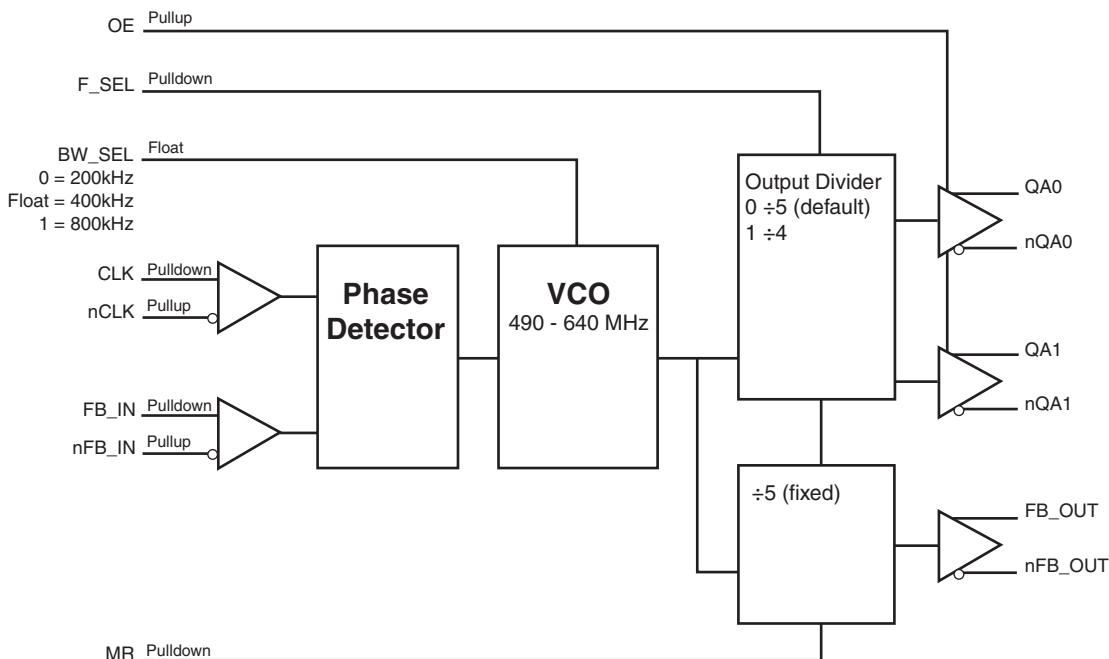 OE Pullup
F_SEL Pulldown
BW_SEL Float
0 = 200kHz
Float = 400kHz
1 = 800kHz
CLK Pulldown
nCLK Pullup
FB_IN Pulldown
nFB_IN Pullup
Phase
Detector
VCO
490 - 640 MHz
Output Divider
0 ÷5 (default)
1 ÷4
÷5 (fixed)
QA0
nQA0
QA1
nQA1
FB_OUT
nFB_OUT
MR Pulldown